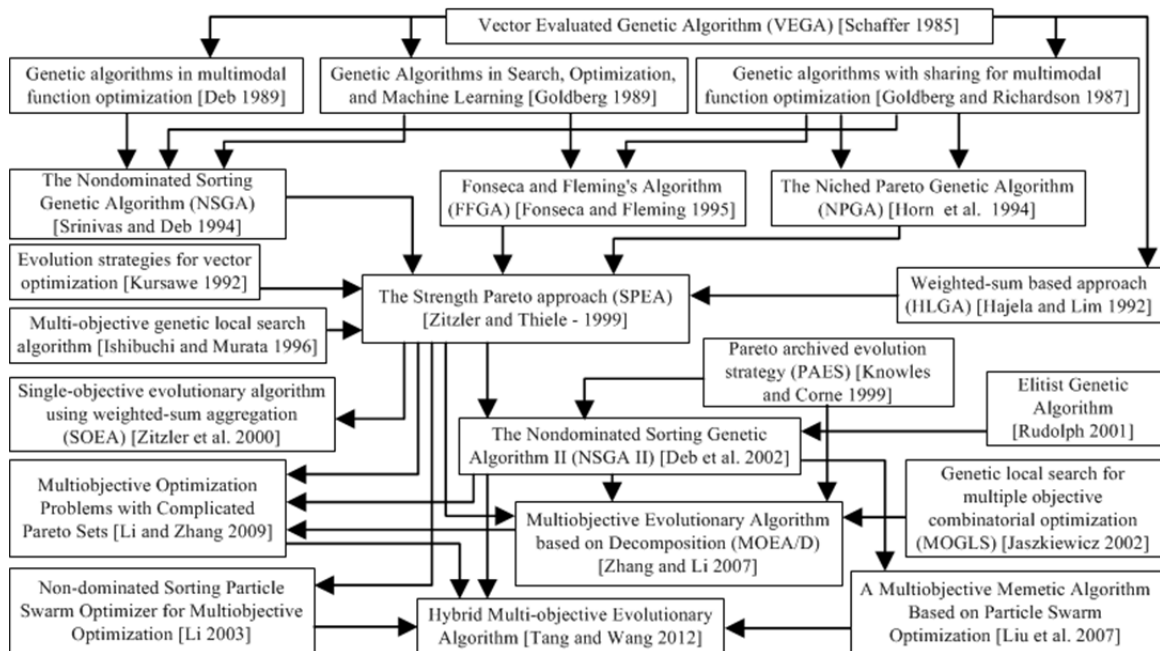 Vector Evaluated Genetic Algorithm (VEGA) [Schaffer 1985]
Genetic algorithms in multimodal
function optimization [Deb 1989]
Genetic Algorithms in Search, Optimization,
and Machine Learning [Goldberg 1989]
Genetic algorithms with sharing for multimodal
function optimization [Goldberg and Richardson 1987]
The Nondominated Sorting
Genetic Algorithm (NSGA)
[Srinivas and Deb 1994]
Fonseca and Fleming's Algorithm
(FFGA) [Fonseca and Fleming 1995]
The Niched Pareto Genetic Algorithm
(NPGA) [Horn et al. 1994]
Evolution strategies for vector
optimization [Kursawe 1992]
The Strength Pareto approach (SPEA)
[Zitzler and Thiele - 1999]
Weighted-sum based approach
(HLGA) [Hajela and Lim 1992]
Multi-objective genetic local search
algorithm [Ishibuchi and Murata 1996]
Pareto archived evolution
strategy (PAES) [Knowles
and Corne 1999]
Single-objective evolutionary algorithm
using weighted-sum aggregation
(SOEA) [Zitzler et al. 2000]
Elitist Genetic
Algorithm
[Rudolph 2001]
The Nondominated Sorting Genetic
Algorithm II (NSGA II) [Deb et al. 2002]
Multiobjective Optimization
Problems with Complicated
Pareto Sets [Li and Zhang 2009]
Multiobjective Evolutionary Algorithm
based on Decomposition (MOEA/D)
[Zhang and Li 2007]
Genetic local search for
multiple objective
combinatorial optimization
(MOGLS) [Jaszkiewicz 2002]
Non-dominated Sorting Particle
Swarm Optimizer for Multiobjective
Optimization [Li 2003]
Hybrid Multi-objective Evolutionary
Algorithm [Tang and Wang 2012]
A Multiobjective Memetic Algorithm
Based on Particle Swarm
Optimization [Liu et al. 2007]